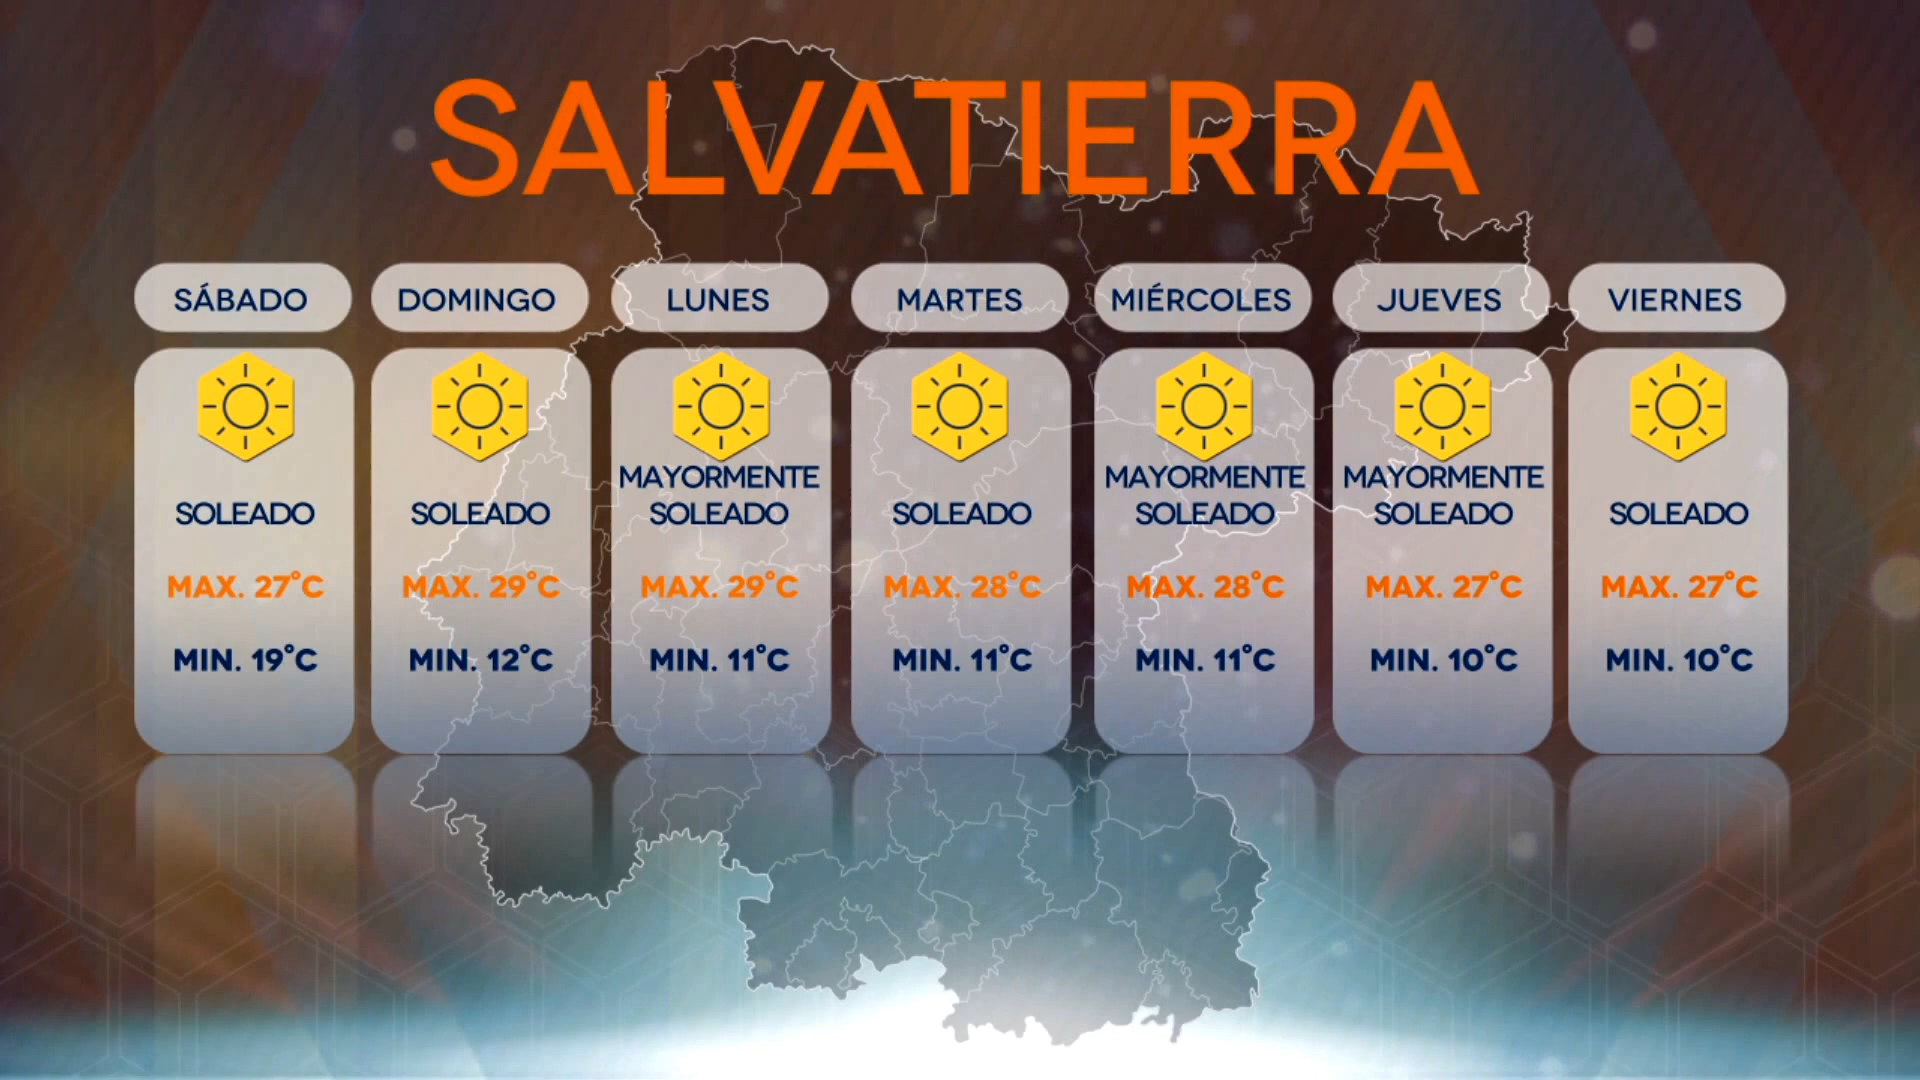 SALVATIERRA
SÁBADO
SOLEADO
MAX. 27°C
MIN. 19°C
DOMINGO
SOLEADO
MAX. 29°C
MIN. 12°C
LUNES
MAYORMENTE
SOLEADO
MAX. 29°C
MIN. 11°C
MARTES
SOLEADO
MAX. 28°C
MIN. 11°C
MIÉRCOLES
MAYORMENTE
SOLEADO
MAX. 28°C
MIN. 11°C
JUEVES
MAYORMENTE
SOLEADO
MAX. 27°C
MIN. 10°C
VIERNES
SOLEADO
MAX. 27°C
MIN. 10°C